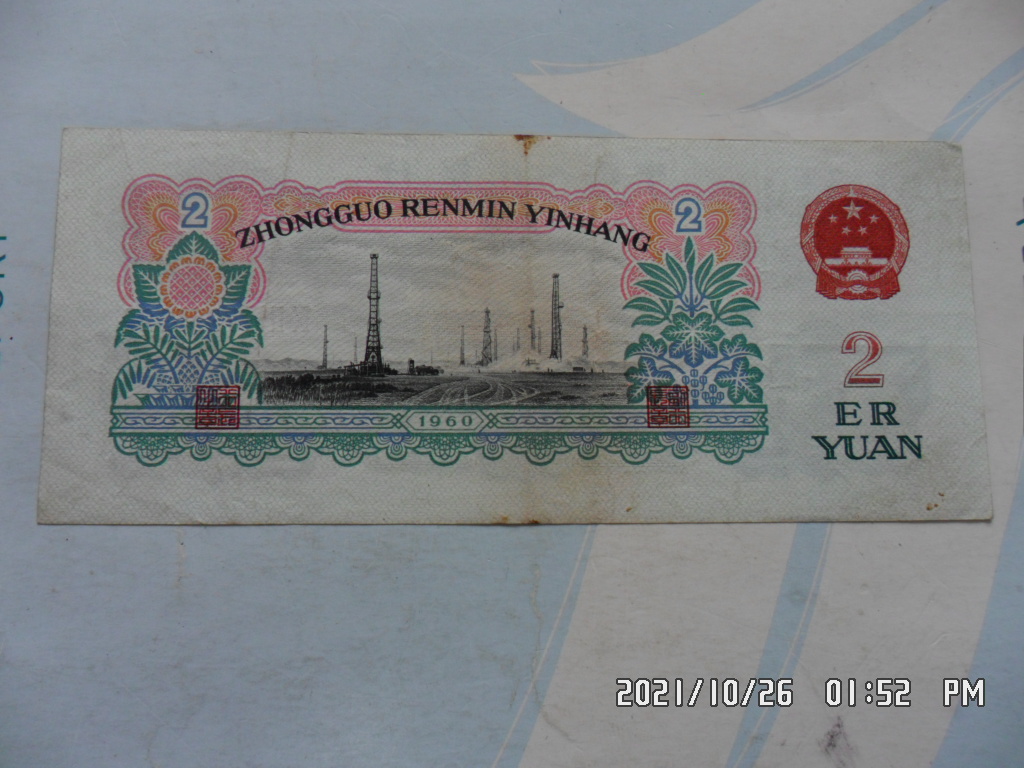 2 2
ZHONGGUO RENMIN YINHANG
2
ER
YUAN
1960
2021/10/26 01:52 PM